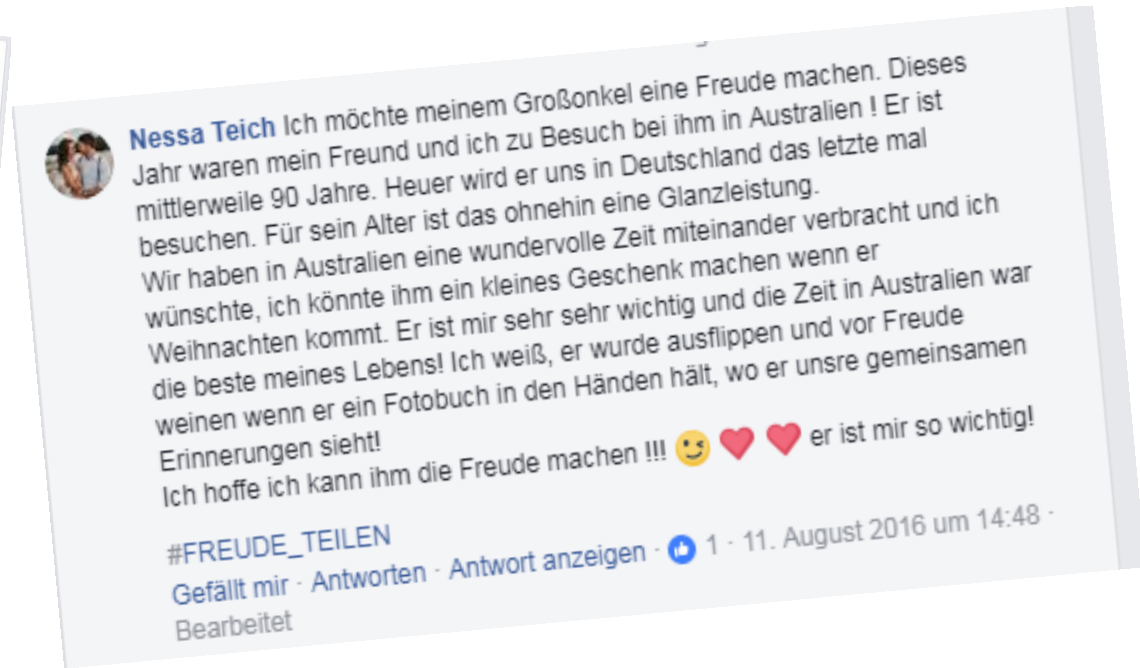 Nessa Teich Ich möchte meinem Großonkel eine Freude machen. Dieses
Jahr waren mein Freund und ich zu Besuch bei ihm in Australien ! Er ist
mittlerweile 90 Jahre. Heuer wird er uns in Deutschland das letzte mal
besuchen. Für sein Alter ist das ohnehin eine Glanzleistung.
Wir haben in Australien eine wundervolle Zeit miteinander verbracht und ich
wünschte, ich könnte ihm ein kleines Geschenk machen wenn er
Weihnachten kommt. Er ist mir sehr sehr wichtig und die Zeit in Australien war
die beste meines Lebens! Ich weiß, er wurde ausflippen und vor Freude
weinen wenn er ein Fotobuch in den Händen hält, wo er unsre gemeinsamen
Erinnerungen sieht!
Ich hoffe ich kann ihm die Freude machen !!! 😉 ❤ ❤ er ist mir so wichtig!
#FREUDE_TEILEN
Gefällt mir · Antworten · Antwort anzeigen · 1 · 11. August 2016 um 14:48 ·
Bearbeitet